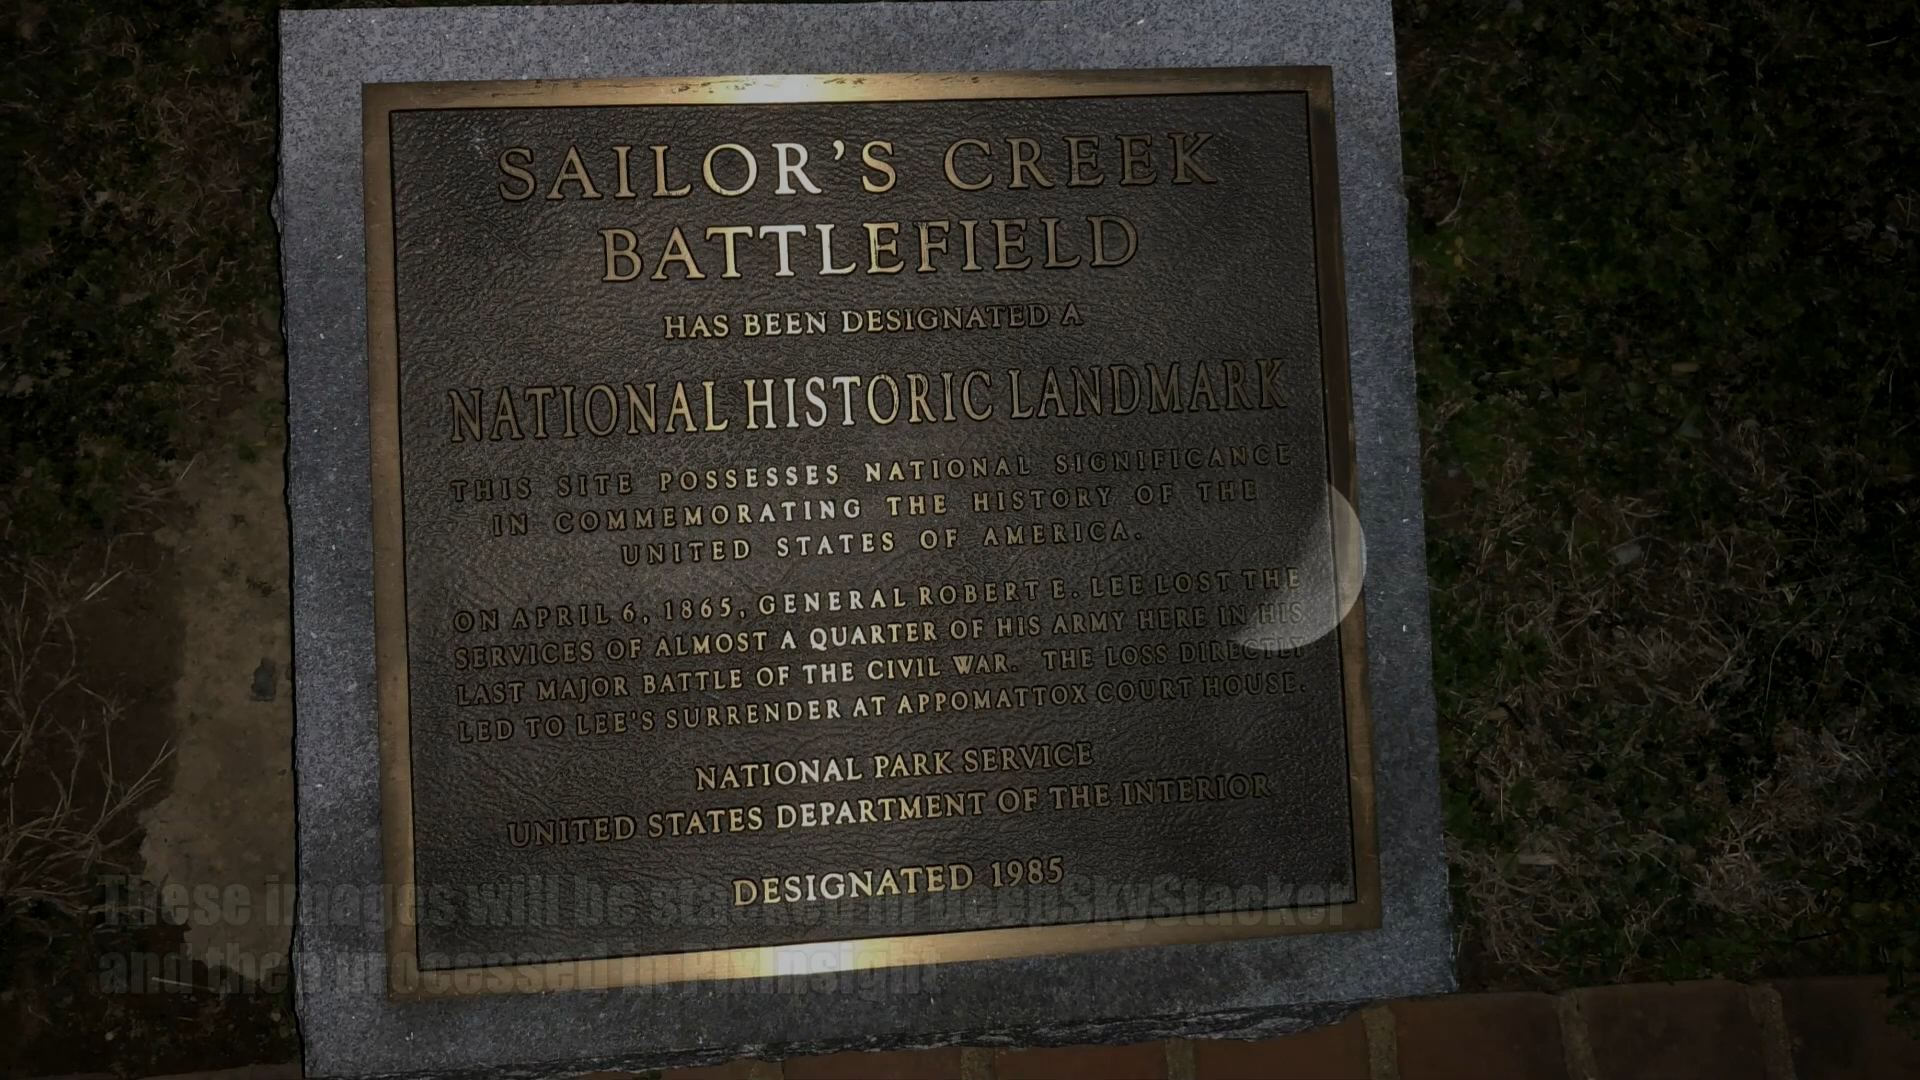 SAILOR'S CREEK
BATTLEFIELD
HAS BEEN DESIGNATED A
NATIONAL HISTORIC LANDMARK
THIS SITE POSSESSES NATIONAL SIGNIFICANCE
IN COMMEMORATING THE HISTORY OF THE
UNITED STATES OF AMERICA.
ON APRIL 6, 1865, GENERAL ROBERT E. LEE LOST THE
SERVICES OF ALMOST A QUARTER OF HIS ARMY HERE IN HIS
LAST MAJOR BATTLE OF THE CIVIL WAR. THE LOSS DIRECTLY
LED TO LEE'S SURRENDER AT APPOMATTOX COURT HOUSE.
NATIONAL PARK SERVICE
UNITED STATES DEPARTMENT OF THE INTERIOR
DESIGNATED 1985
These images will be stacked in DeepSkyStacker
and then processed in PixInsight